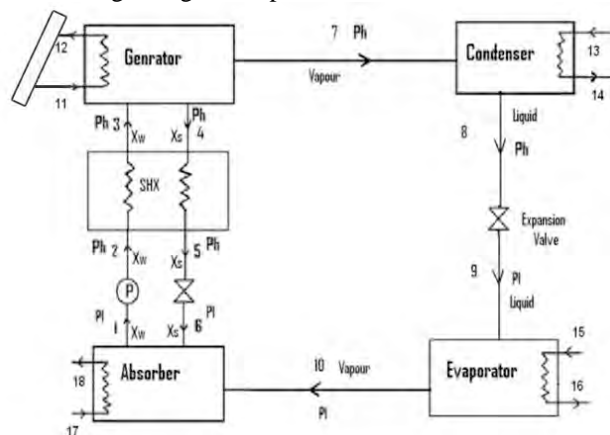 12
11
Genrator
7
Ph
Vapour
Condenser
13
14
Ph
3
Xw
Ph
4
Xs
Liquid
8
Ph
SHX
Expansion
Valve
Ph
2
Xw
Ph
5
Xs
9
Pl
Liquid
P
Pl
1
Xw
Pl
6
Xs
18
17
Absorber
10
Vapour
Pl
Evaporator
15
16